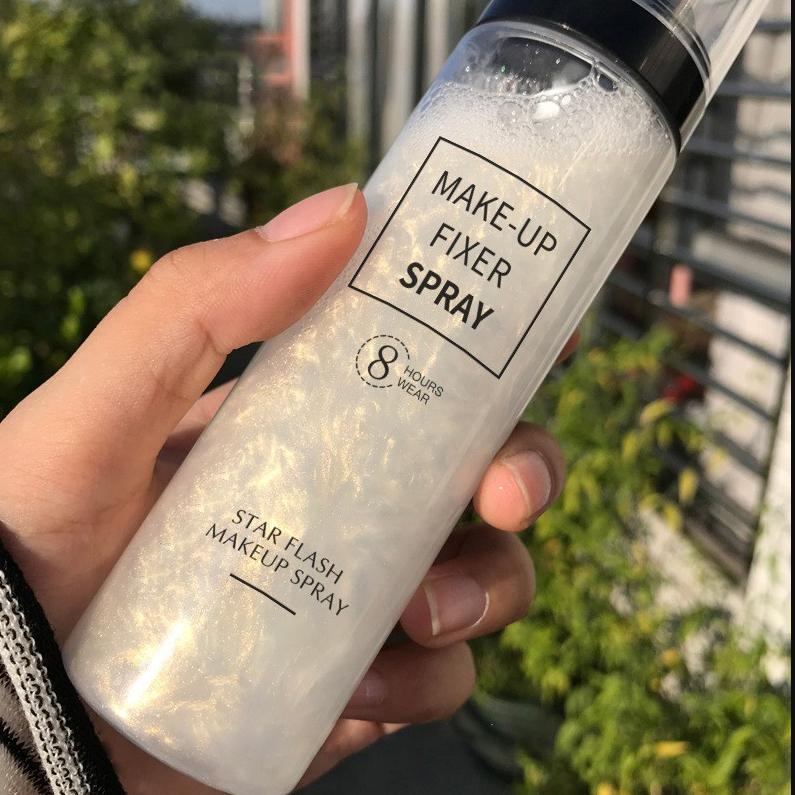 MAKE-UP
FIXER
SPRAY
8 HOURS
WEAR
STAR FLASH
MAKEUP SPRAY